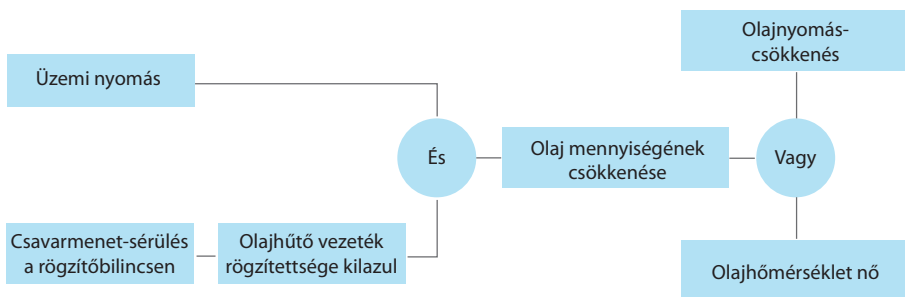 Olajnyomás-
csökkenés
Üzemi nyomás
És
Olaj mennyiségének
csökkenése
Vagy
Csavarmenet-sérülés
a rögzítőbilincsen
Olajhűtő vezeték
rögzítettsége kilazul
Olajhőmérséklet nő